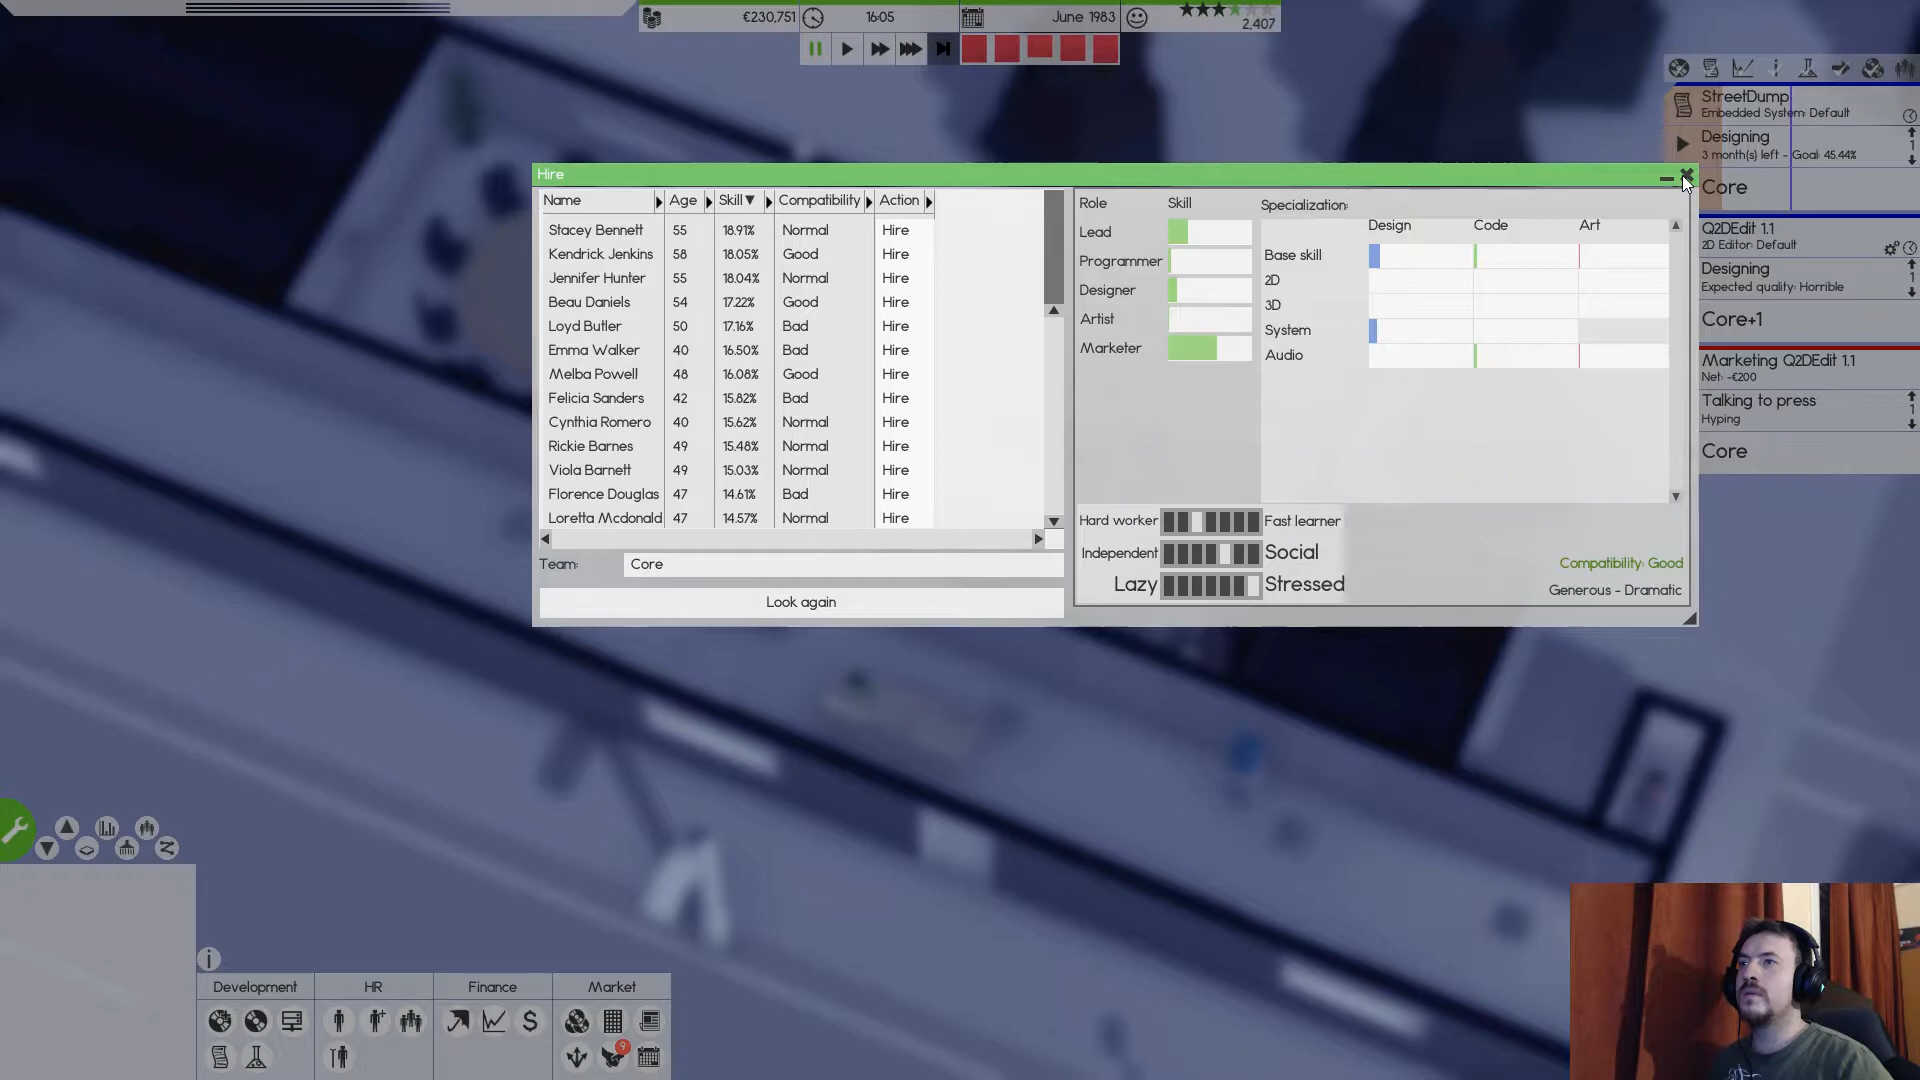 €230,751
16:05
June 1983
2,407
StreetDump
Embedded System: Default
Designing
3 month(s) left - Goal: 45.44%
1
Core
Q2DEdit 1.1
2D Editor: Default
Designing
Expected quality: Horrible
1
Core+1
Marketing Q2DEdit 1.1
Net: -€200
Talking to press
Hyping
1
Core
Hire
Name Age Skill Compatibility Action
Stacey Bennett 55 18.91% Normal Hire
Kendrick Jenkins 58 18.05% Good Hire
Jennifer Hunter 55 18.04% Normal Hire
Beau Daniels 54 17.22% Good Hire
Loyd Butler 50 17.16% Bad Hire
Emma Walker 40 16.50% Bad Hire
Melba Powell 48 16.08% Good Hire
Felicia Sanders 42 15.82% Bad Hire
Cynthia Romero 40 15.62% Normal Hire
Rickie Barnes 49 15.48% Normal Hire
Viola Barnett 49 15.03% Normal Hire
Florence Douglas 47 14.61% Bad Hire
Loretta Mcdonald 47 14.57% Normal Hire
Team: Core
Look again
Role Skill
Lead
Programmer
Designer
Artist
Marketer
Specialization:
Design Code Art
Base skill
2D
3D
System
Audio
Hard worker Fast learner
Independent Social
Lazy Stressed
Compatibility: Good
Generous - Dramatic
i
Development HR Finance Market
$
9